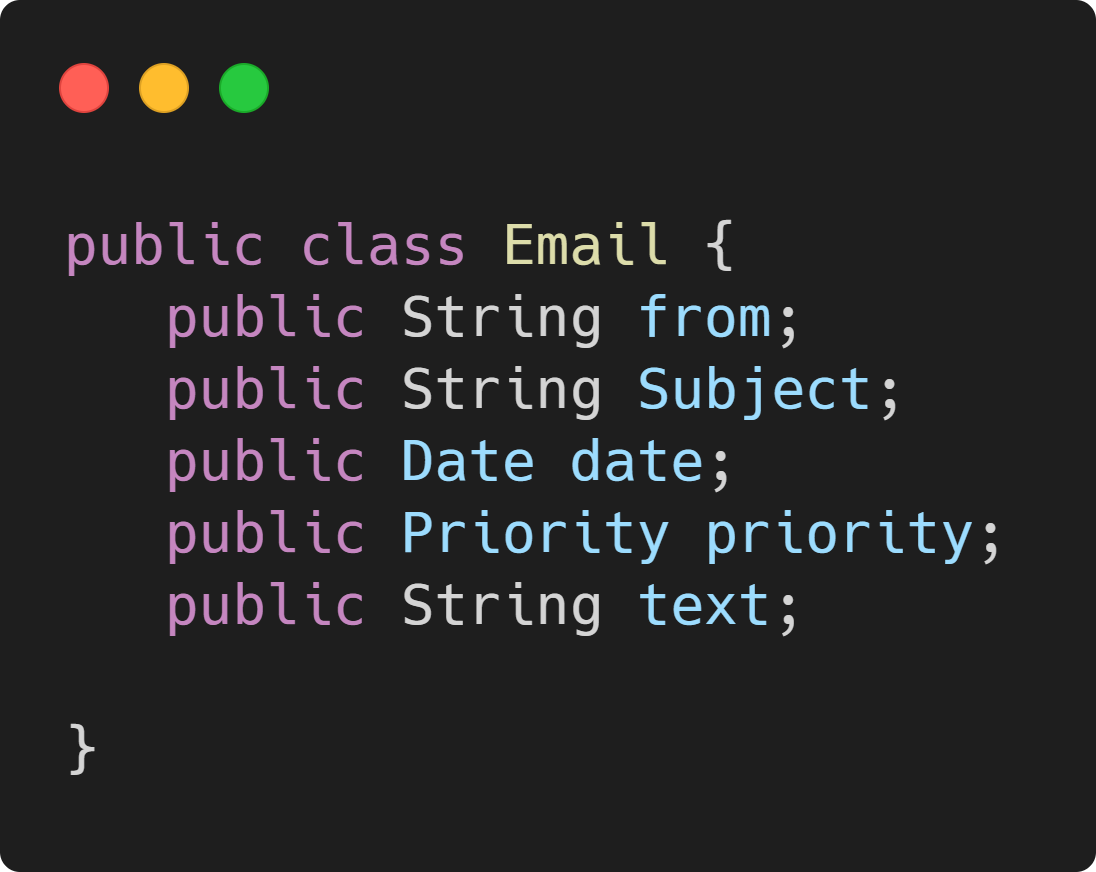 public class Email {
   public String from;
   public String Subject;
   public Date date;
   public Priority priority;
   public String text;

}